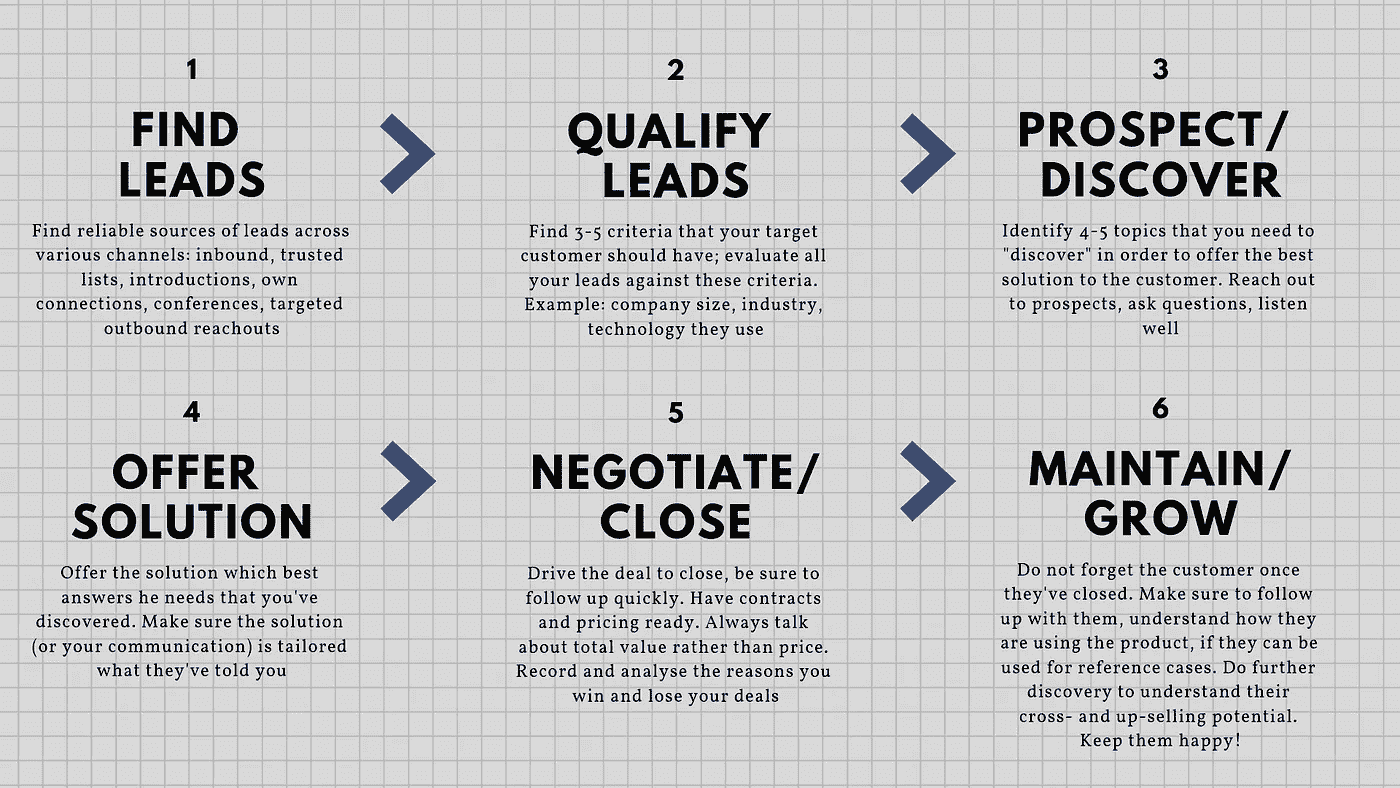 1
FIND
LEADS
Find reliable sources of leads across
various channels: inbound, trusted
lists, introductions, own
connections, conferences, targeted
outbound reachouts
2
QUALIFY
LEADS
Find 3-5 criteria that your target
customer should have; evaluate all
your leads against these criteria.
Example: company size, industry,
technology they use
3
PROSPECT/
DISCOVER
Identify 4-5 topics that you need to
"discover" in order to offer the best
solution to the customer. Reach out
to prospects, ask questions, listen
well
4
OFFER
SOLUTION
Offer the solution which best
answers he needs that you've
discovered. Make sure the solution
(or your communication) is tailored
what they've told you
5
NEGOTIATE/
CLOSE
Drive the deal to close, be sure to
follow up quickly. Have contracts
and pricing ready. Always talk
about total value rather than price.
Record and analyse the reasons you
win and lose your deals
6
MAINTAIN/
GROW
Do not forget the customer once
they've closed. Make sure to follow
up with them, understand how they
are using the product, if they can be
used for reference cases. Do further
discovery to understand their
cross- and up-selling potential.
Keep them happy!